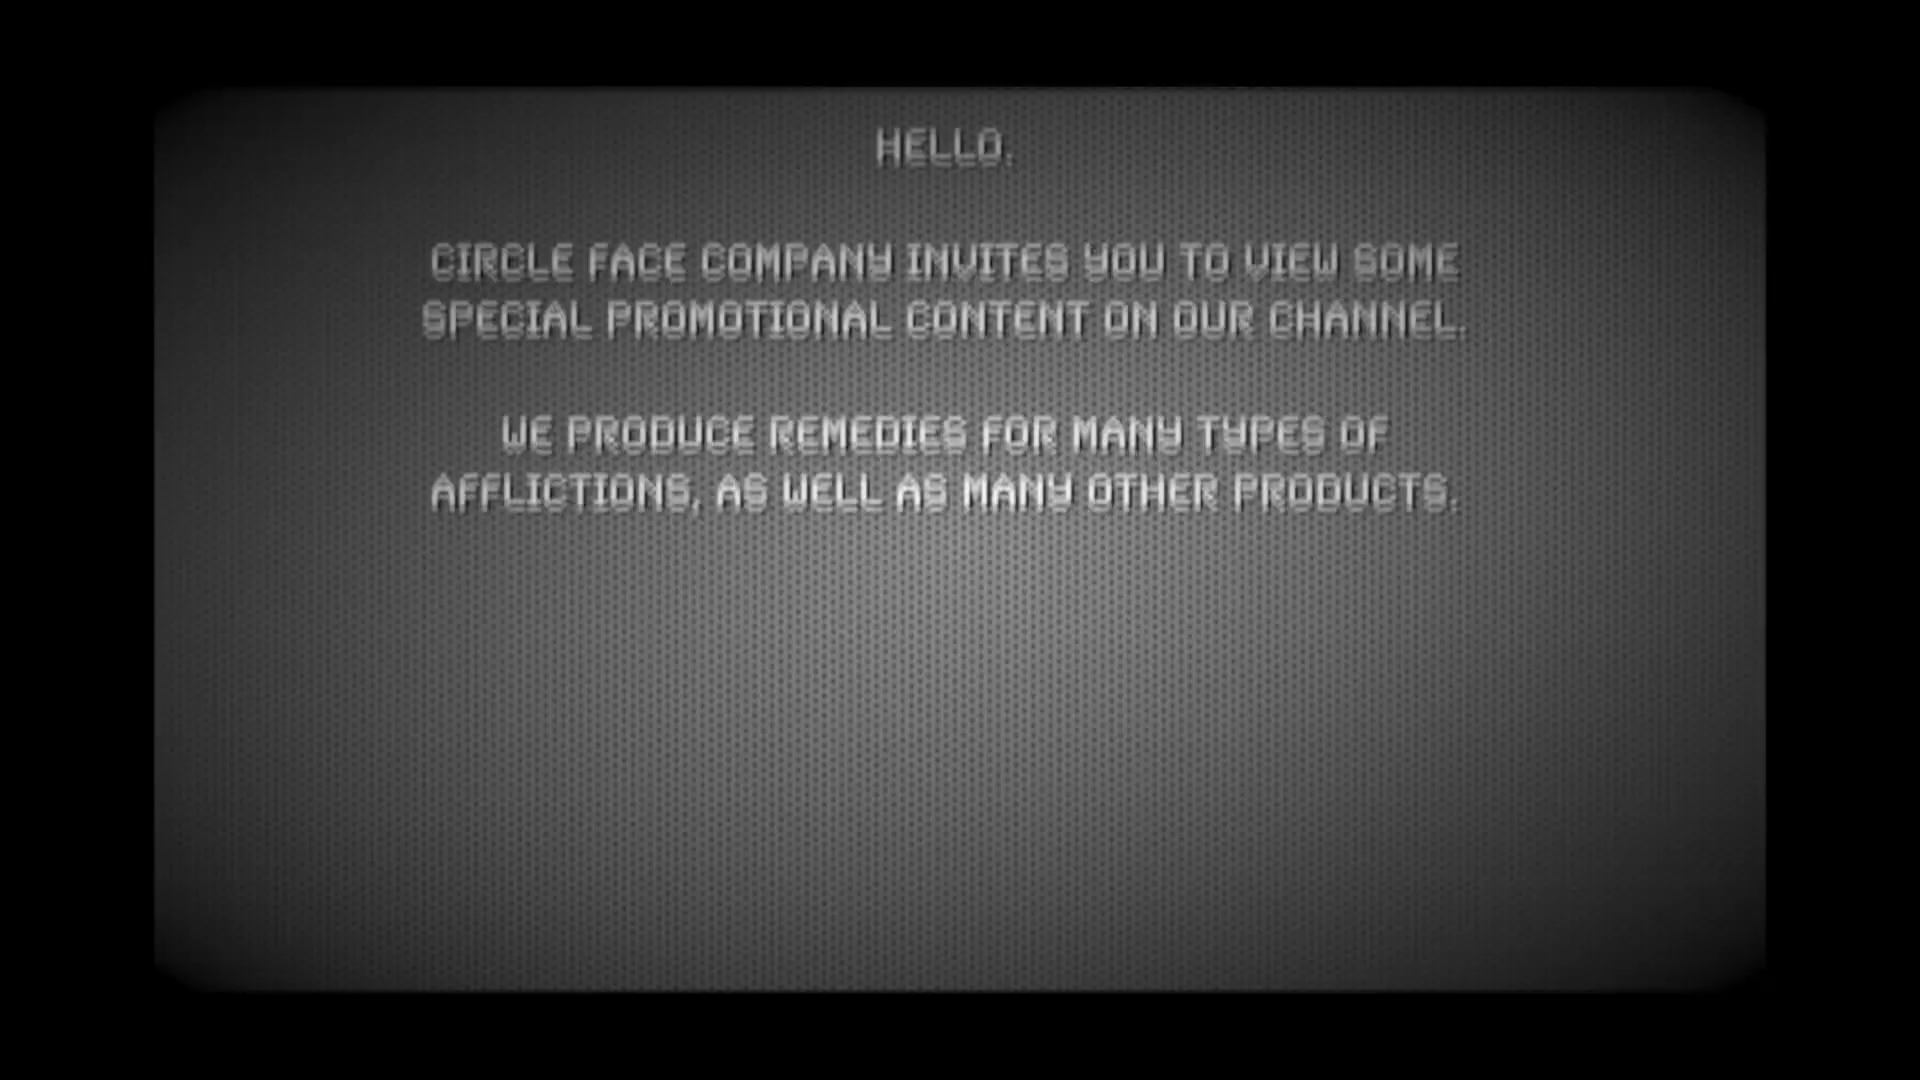 HELLO.
CIRCLE FACE COMPANY INVITES YOU TO VIEW SOME
SPECIAL PROMOTIONAL CONTENT ON OUR CHANNEL.
WE PRODUCE REMEDIES FOR MANY TYPES OF
AFFLICTIONS, AS WELL AS MANY OTHER PRODUCTS.